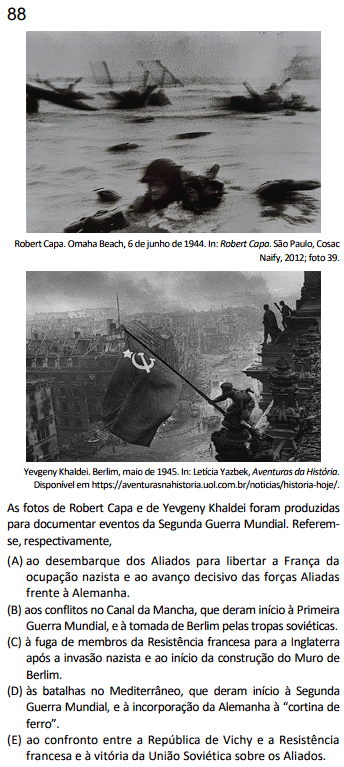 88
Robert Capa. Omaha Beach, 6 de junho de 1944. In: Robert Capa. São Paulo, Cosac
Naify, 2012; foto 39.
Yevgeny Khaldei. Berlim, maio de 1945. In: Letícia Yazbek, Aventuras da História.
Disponível em https://aventurasnahistoria.uol.com.br/noticias/historia-hoje/.
As fotos de Robert Capa e de Yevgeny Khaldei foram produzidas
para documentar eventos da Segunda Guerra Mundial. Referem-
se, respectivamente,
(A) ao desembarque dos Aliados para libertar a França da
ocupação nazista e ao avanço decisivo das forças Aliadas
frente à Alemanha.
(B) aos conflitos no Canal da Mancha, que deram início à Primeira
Guerra Mundial, e à tomada de Berlim pelas tropas soviéticas.
(C) à fuga de membros da Resistência francesa para a Inglaterra
após a invasão nazista e ao início da construção do Muro de
Berlim.
(D) às batalhas no Mediterrâneo, que deram início à Segunda
Guerra Mundial, e à incorporação da Alemanha à “cortina de
ferro”.
(E) ao confronto entre a República de Vichy e a Resistência
francesa e à vitória da União Soviética sobre os Aliados.